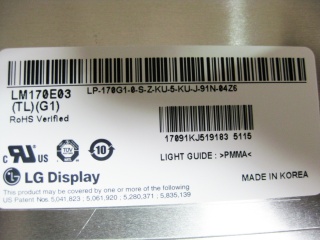 LP-170G1-0-S-Z-KU-5-KU-J-91N-04Z6
LM170E03
(TL)(G1)
RoHS Verified
17091KJ519183 5115
LIGHT GUIDE : >PMMA<
LG Display
MADE IN KOREA
This product may be covered by one or more of the following
US Patent Nos. 5,041,823 ; 5,061,920 ; 5,280,371 ; 5,835,139